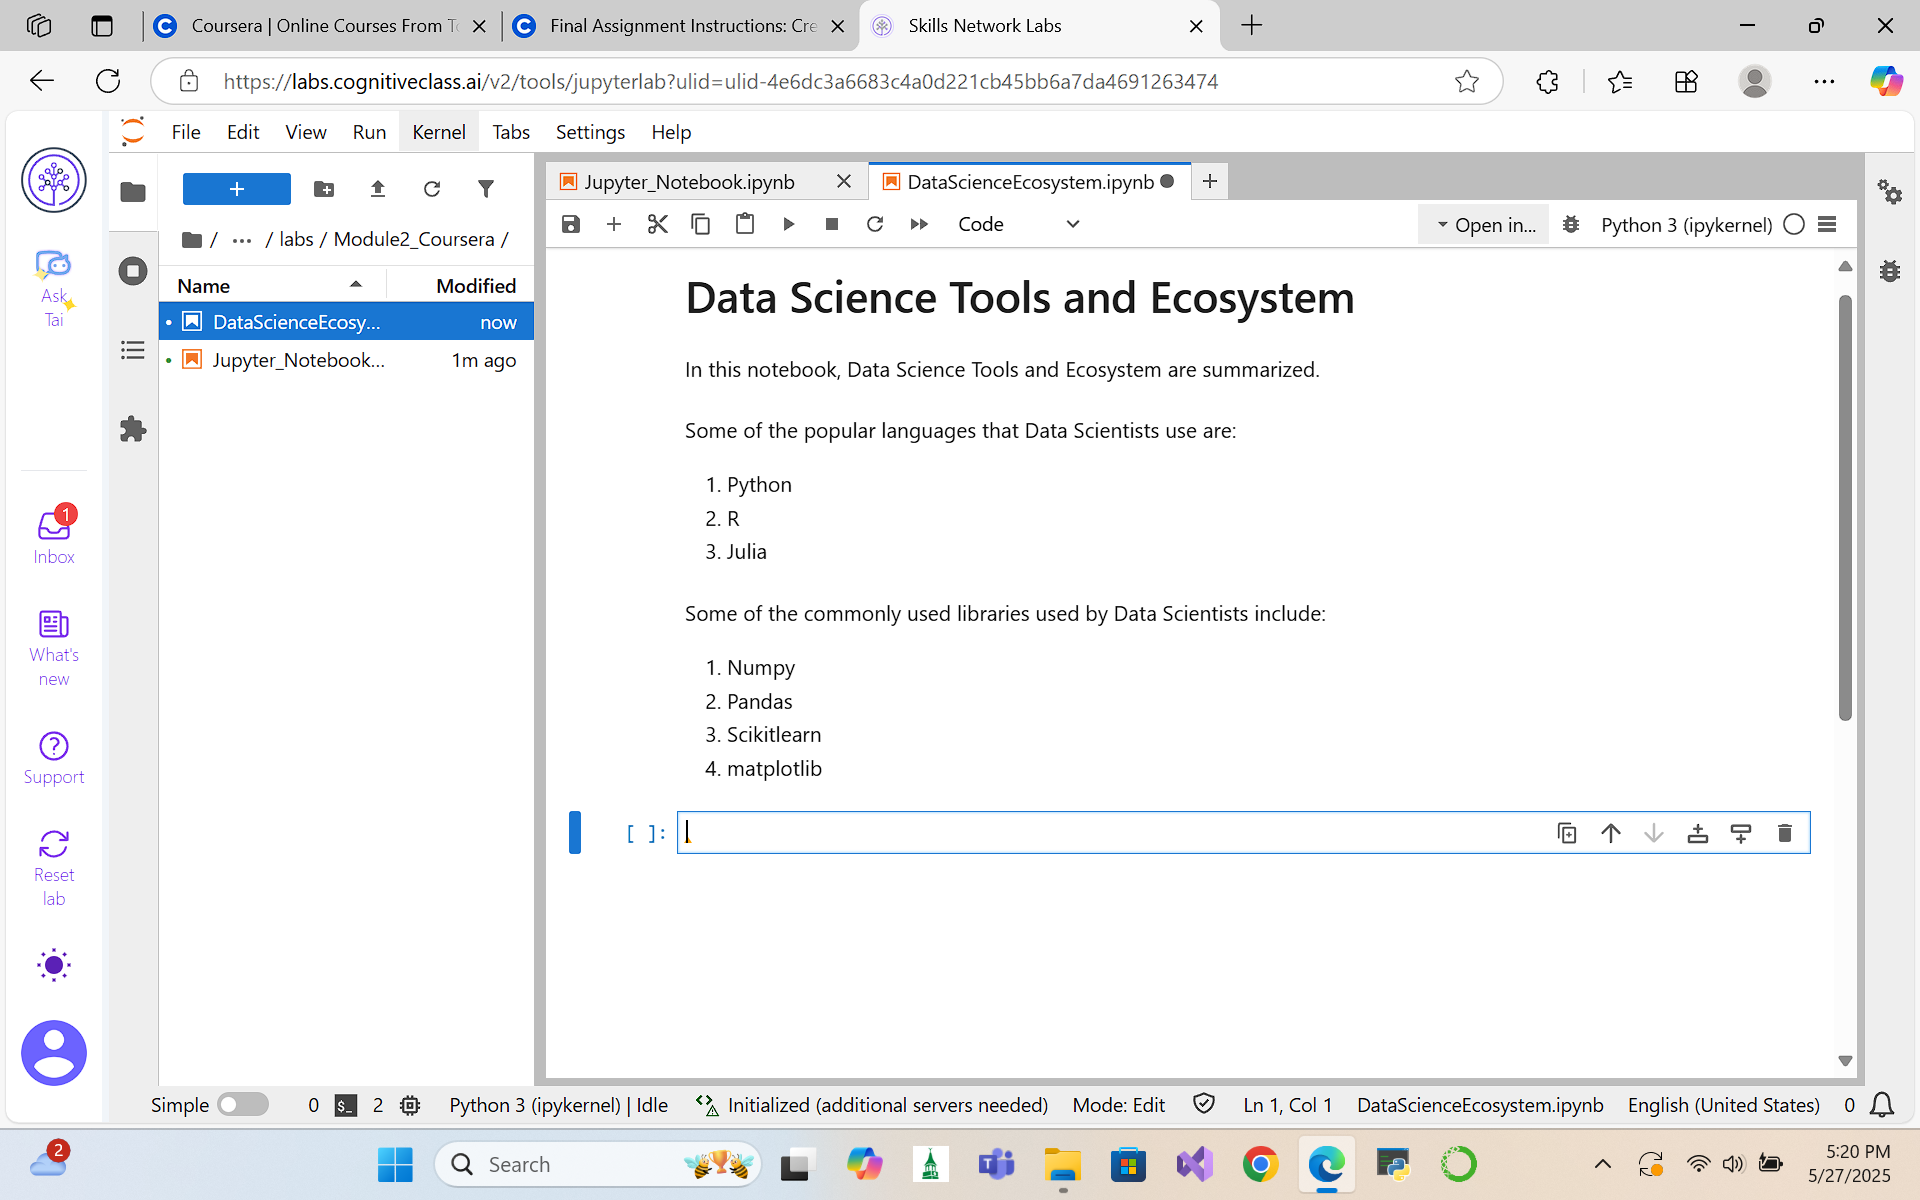 Coursera | Online Courses From To
Final Assignment Instructions: Cre
Skills Network Labs
https://labs.cognitiveclass.ai/v2/tools/jupyterlab?ulid=ulid-4e6dc3a6683c4a0d221cb45bb6a7da4691263474
File Edit View Run Kernel Tabs Settings Help
Jupyter_Notebook.ipynb
DataScienceEcosystem.ipynb
/ ... / labs / Module2_Coursera /
Code
Open in...
Python 3 (ipykernel)
Name Modified
DataScienceEcosy... now
Jupyter_Notebook... 1m ago
Ask
Tai
1
Inbox
What's
new
Support
Reset
lab
Data Science Tools and Ecosystem
In this notebook, Data Science Tools and Ecosystem are summarized.
Some of the popular languages that Data Scientists use are:
1. Python
2. R
3. Julia
Some of the commonly used libraries used by Data Scientists include:
1. Numpy
2. Pandas
3. Scikitlearn
4. matplotlib
[ ]:
Simple 0 $_ 2 Python 3 (ipykernel) | Idle Initialized (additional servers needed) Mode: Edit Ln 1, Col 1 DataScienceEcosystem.ipynb English (United States) 0
2
Search
5:20 PM
5/27/2025